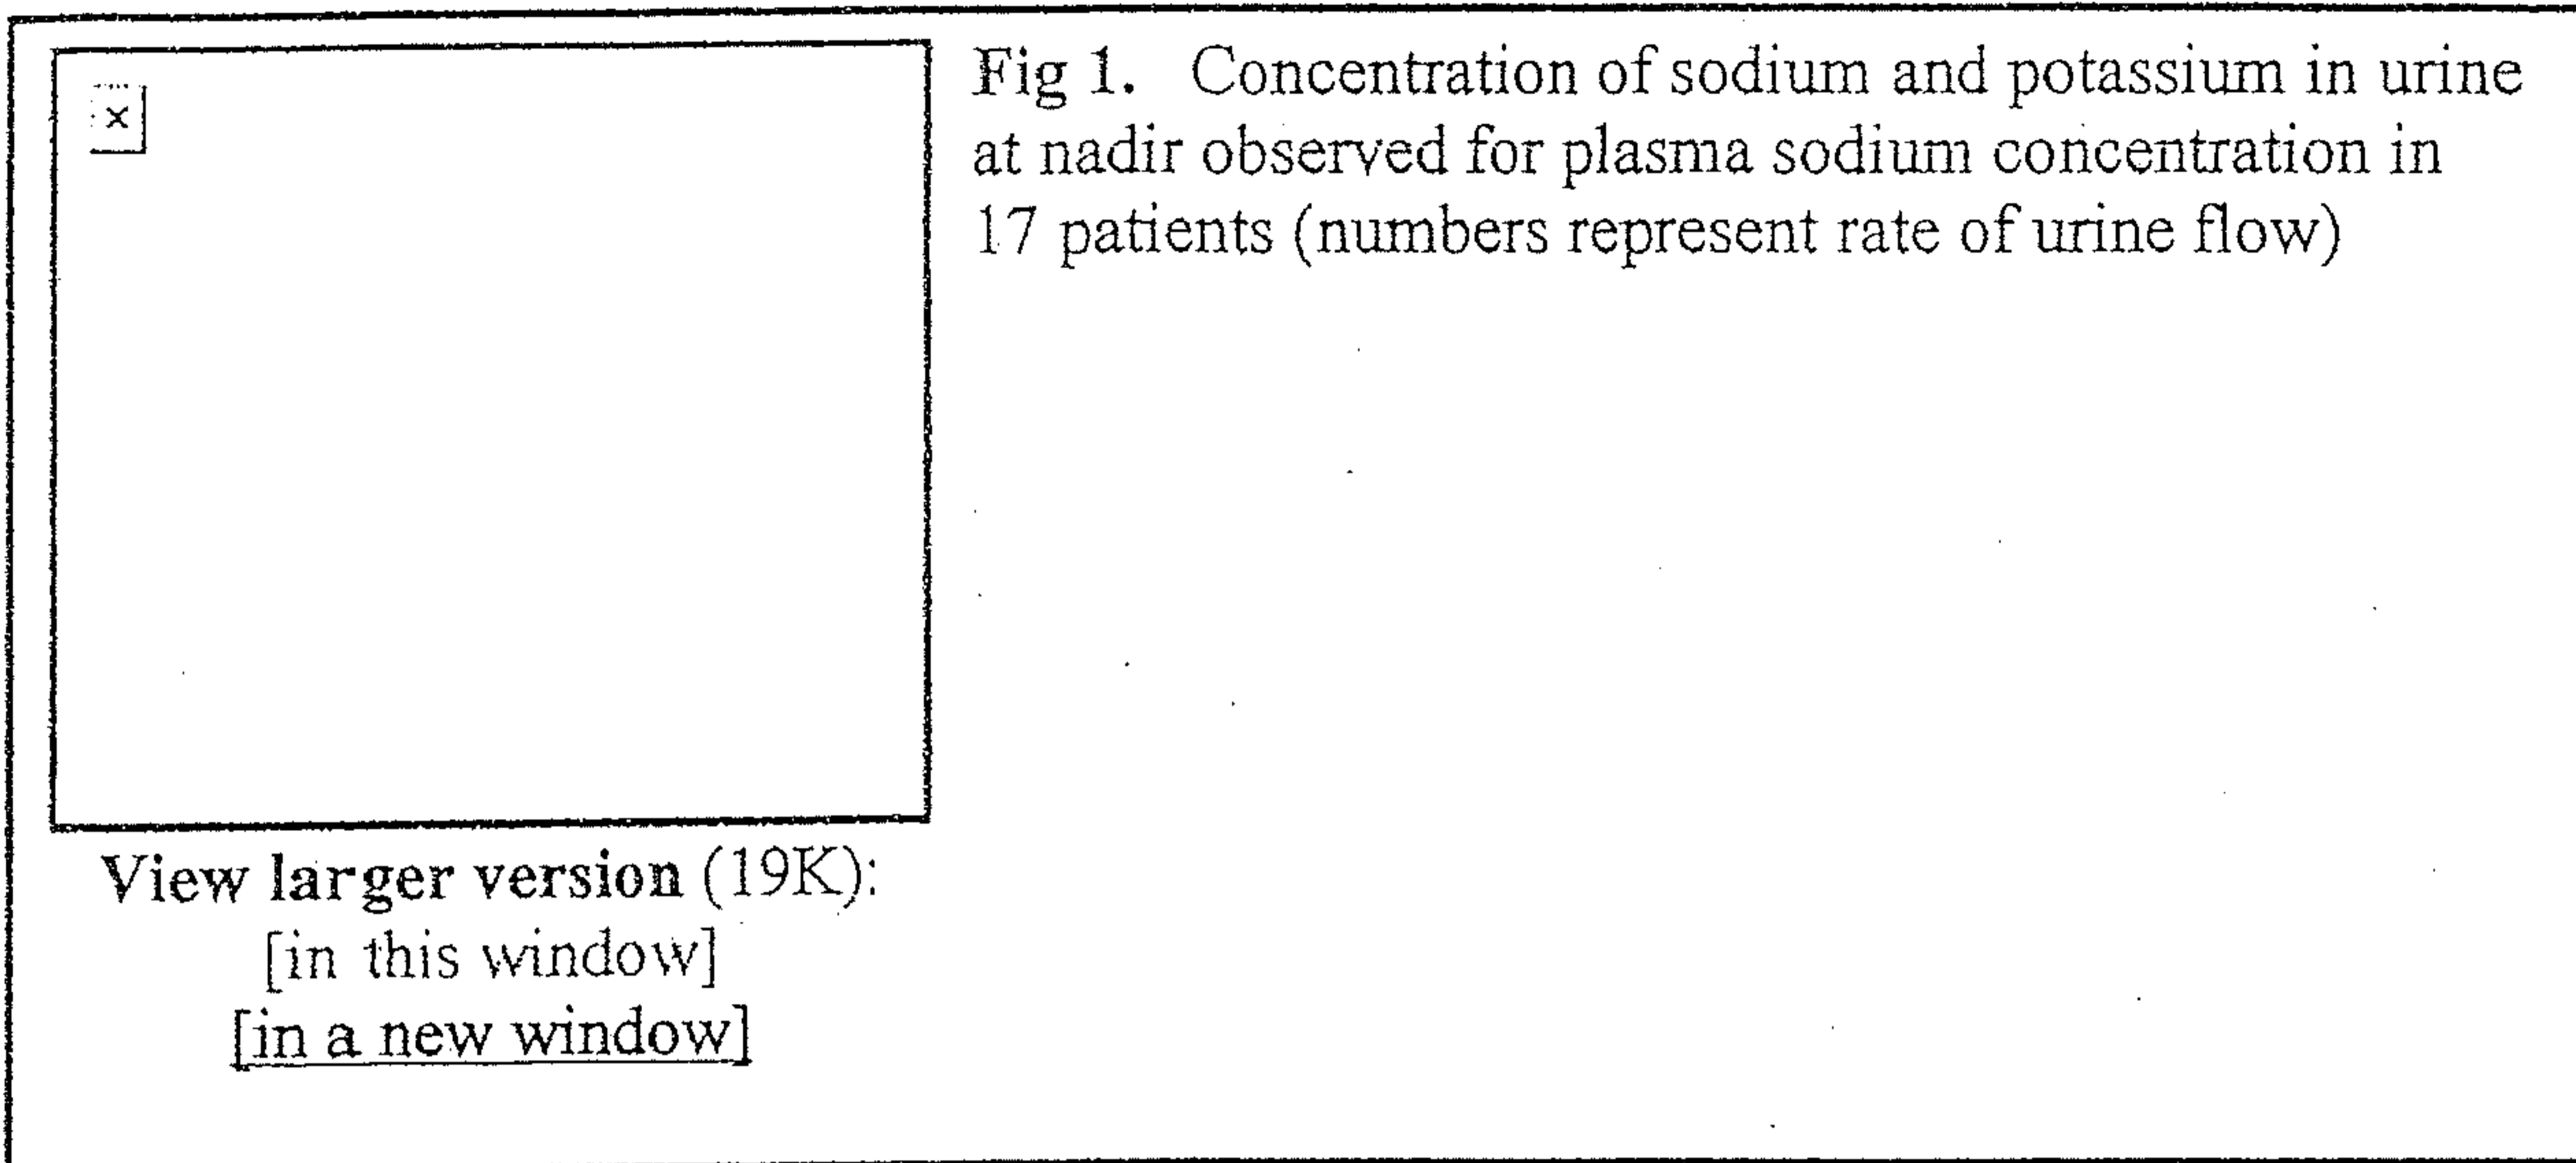 Fig 1. Concentration of sodium and potassium in urine
at nadir observed for plasma sodium concentration in
17 patients (numbers represent rate of urine flow)
View larger version (19K):
[in this window]
[in a new window]